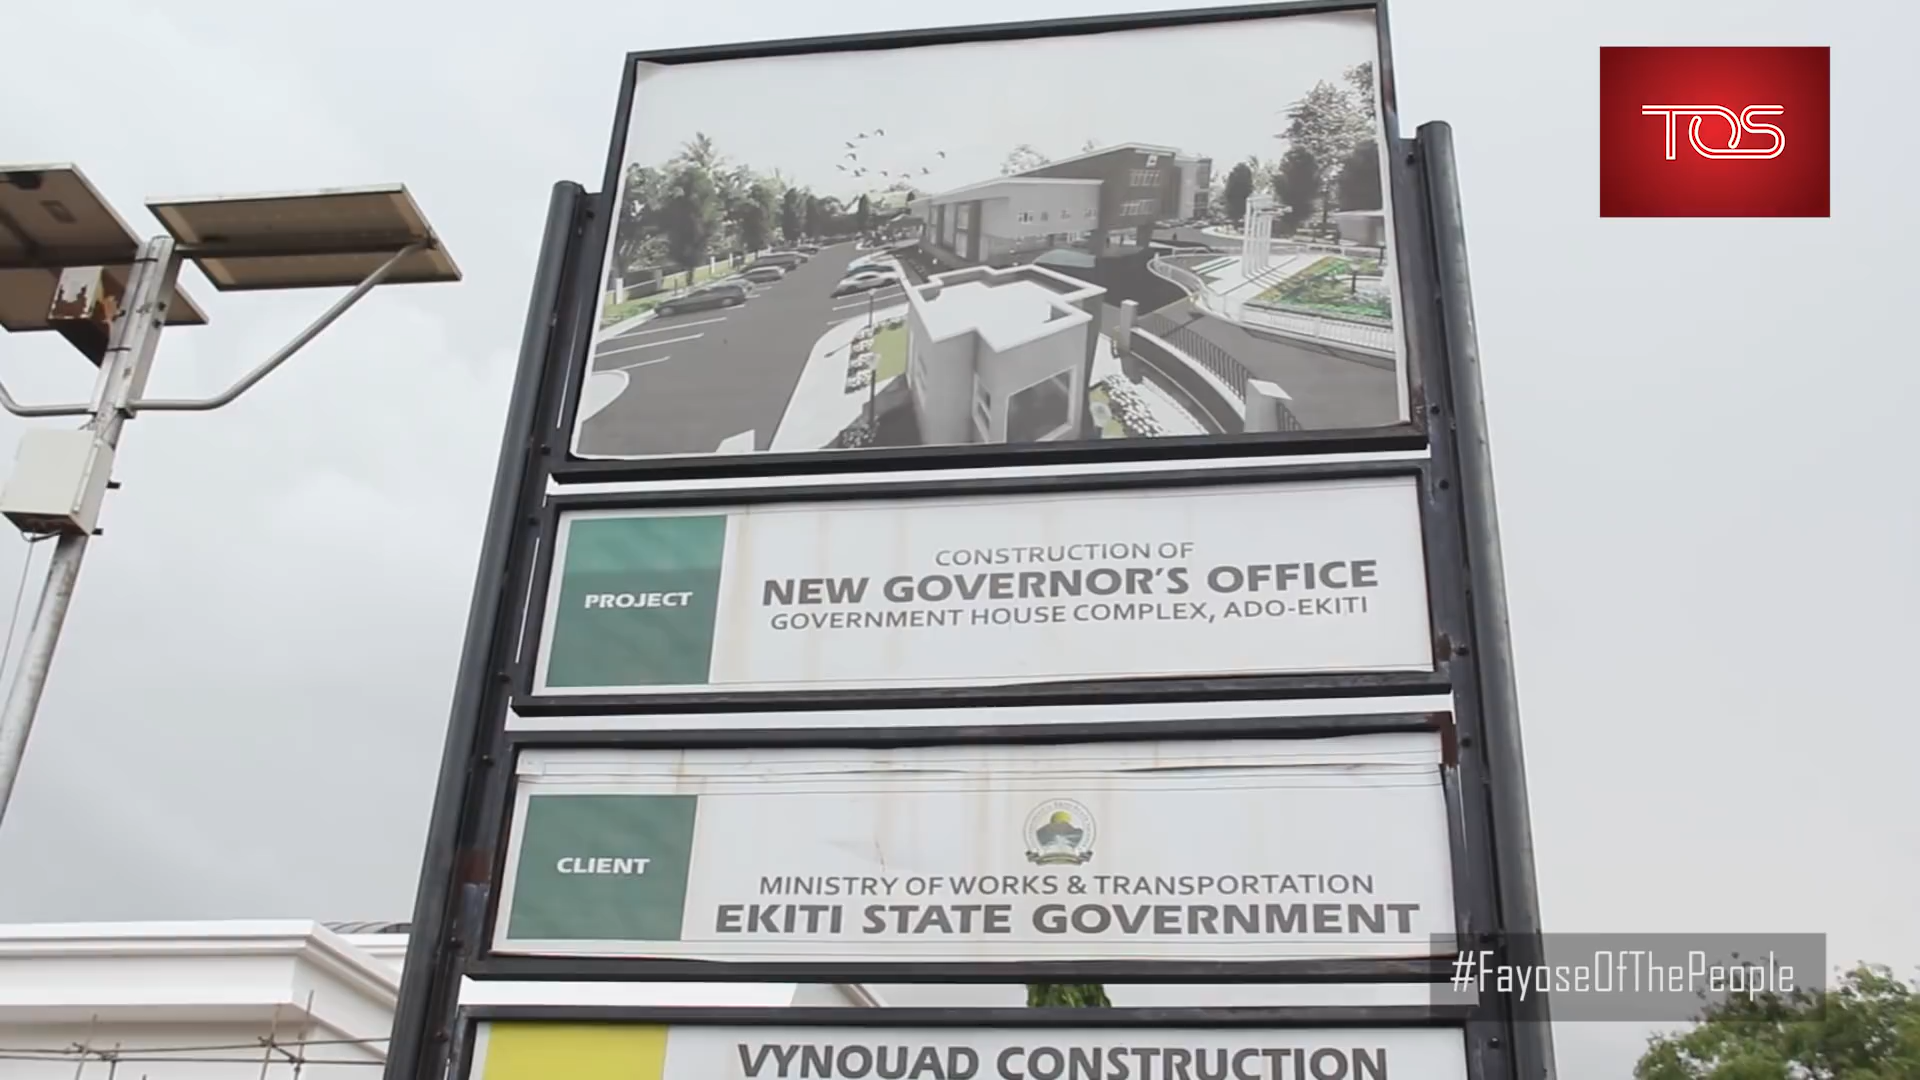 TOS
PROJECT
CONSTRUCTION OF
NEW GOVERNOR'S OFFICE
GOVERNMENT HOUSE COMPLEX, ADO-EKITI
CLIENT
MINISTRY OF WORKS & TRANSPORTATION
EKITI STATE GOVERNMENT
#FayoseOfThePeople
VYNOUAD CONSTRUCTION